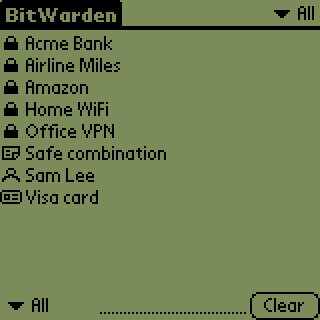 BitWarden All
Acme Bank
Airline Miles
Amazon
Home WiFi
Office VPN
Safe combination
Sam Lee
Visa card
All Clear